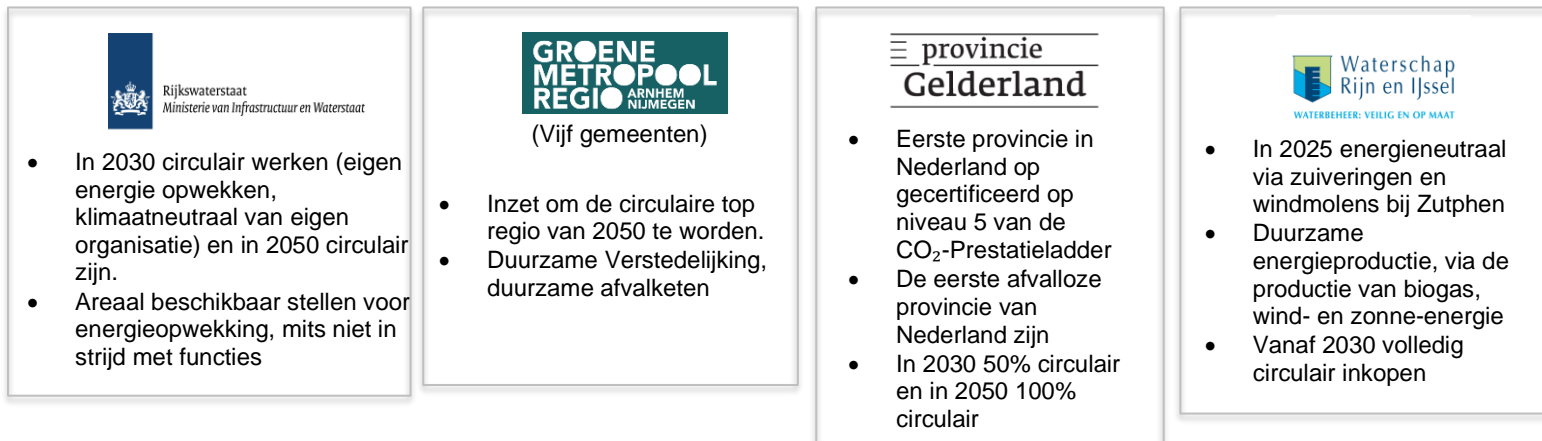 Rijkswaterstaat
Ministerie van Infrastructuur en Waterstaat
• In 2030 circulair werken (eigen
energie opwekken,
klimaatneutraal van eigen
organisatie) en in 2050 circulair
zijn.
• Areaal beschikbaar stellen voor
energieopwekking, mits niet in
strijd met functies
GROENE
METROPOOL
REGIO ARNHEM
NIJMEGEN
(Vijf gemeenten)
• Inzet om de circulaire top
regio van 2050 te worden.
• Duurzame Verstedelijking,
duurzame afvalketen
provincie
Gelderland
• Eerste provincie in
Nederland op
gecertificeerd op
niveau 5 van de
CO₂-Prestatieladder
• De eerste afvalloze
provincie van
Nederland zijn
• In 2030 50% circulair
en in 2050 100%
circulair
Waterschap
Rijn en IJssel
WATERBEHEER: VEILIG EN OP MAAT
• In 2025 energieneutraal
via zuiveringen en
windmolens bij Zutphen
• Duurzame
energieproductie, via de
productie van biogas,
wind- en zonne-energie
• Vanaf 2030 volledig
circulair inkopen